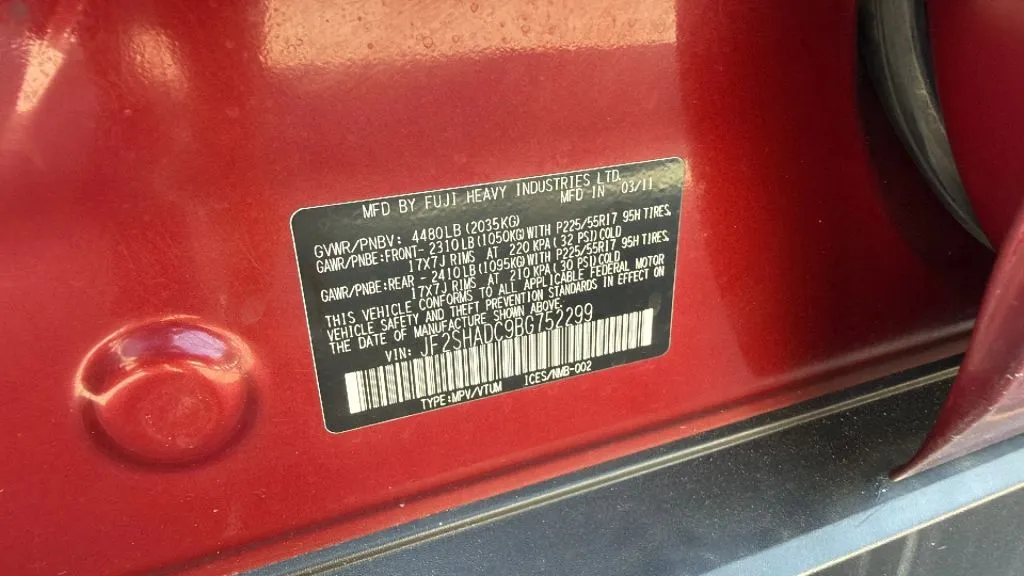 MFD BY FUJI HEAVY INDUSTRIES LTD.
MFD IN 03/11
GVWR/PNBV: 4480LB(2035KG)
GAWR/PNBE:FRONT- 2310LB(1050KG)WITH P225/55R17 95H TIRES,
17X7J RIMS AT 220 KPA(32 PSI)COLD
GAWR/PNBE:REAR - 2410LB(1095KG)WITH P225/55R17 95H TIRES,
17X7J RIMS AT 210 KPA(30 PSI)COLD
THIS VEHICLE CONFORMS TO ALL APPLICABLE FEDERAL MOTOR
VEHICLE SAFETY AND THEFT PREVENTION STANDARDS IN EFFECT ON
THE DATE OF MANUFACTURE SHOWN ABOVE.
VIN: JF2SHADC9BG752299
TYPE:MPV/VTUM ICES/NMB-002